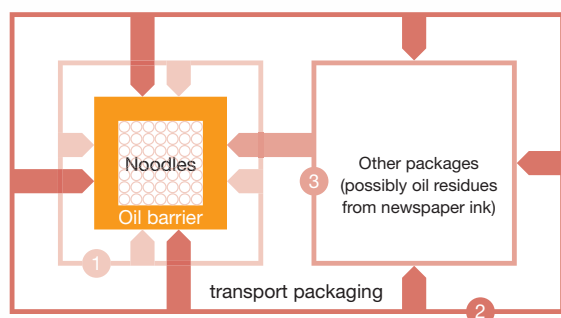 Noodles
Oil barrier
1
3
Other packages
(possibly oil residues
from newspaper ink)
transport packaging
2